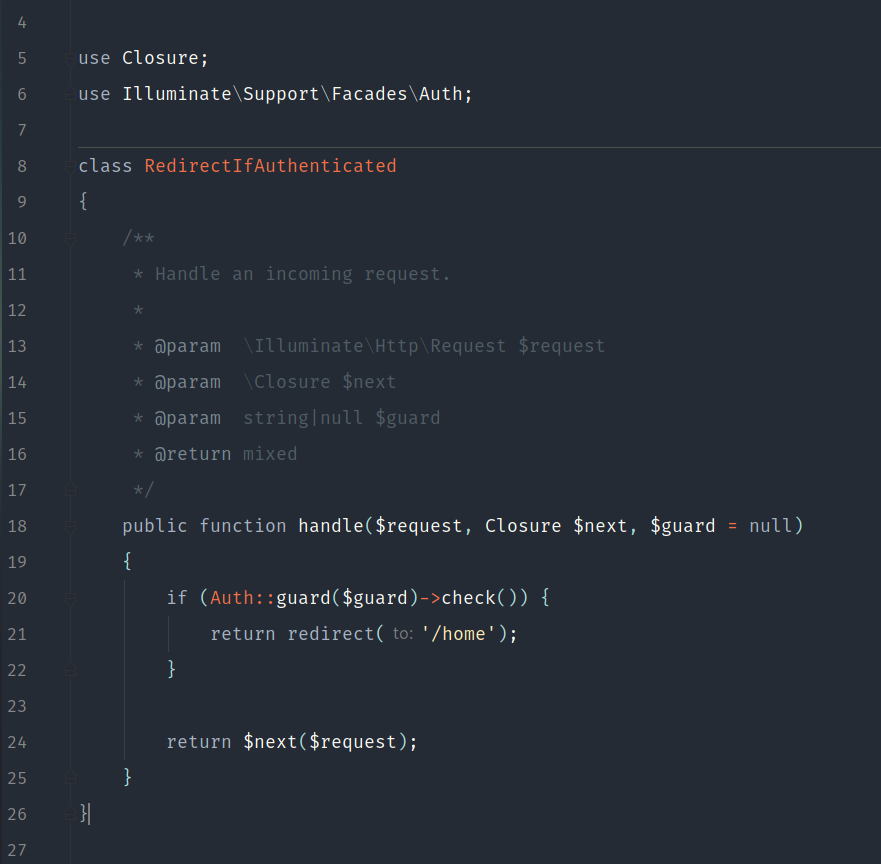 4
5 use Closure;
6 use Illuminate\Support\Facades\Auth;
7
8 class RedirectIfAuthenticated
9 {
10 /**
11 * Handle an incoming request.
12 *
13 * @param  \Illuminate\Http\Request $request
14 * @param  \Closure $next
15 * @param  string|null $guard
16 * @return mixed
17 */
18 public function handle($request, Closure $next, $guard = null)
19 {
20 if (Auth::guard($guard)->check()) {
21 return redirect( to: '/home');
22 }
23
24 return $next($request);
25 }
26 }
27